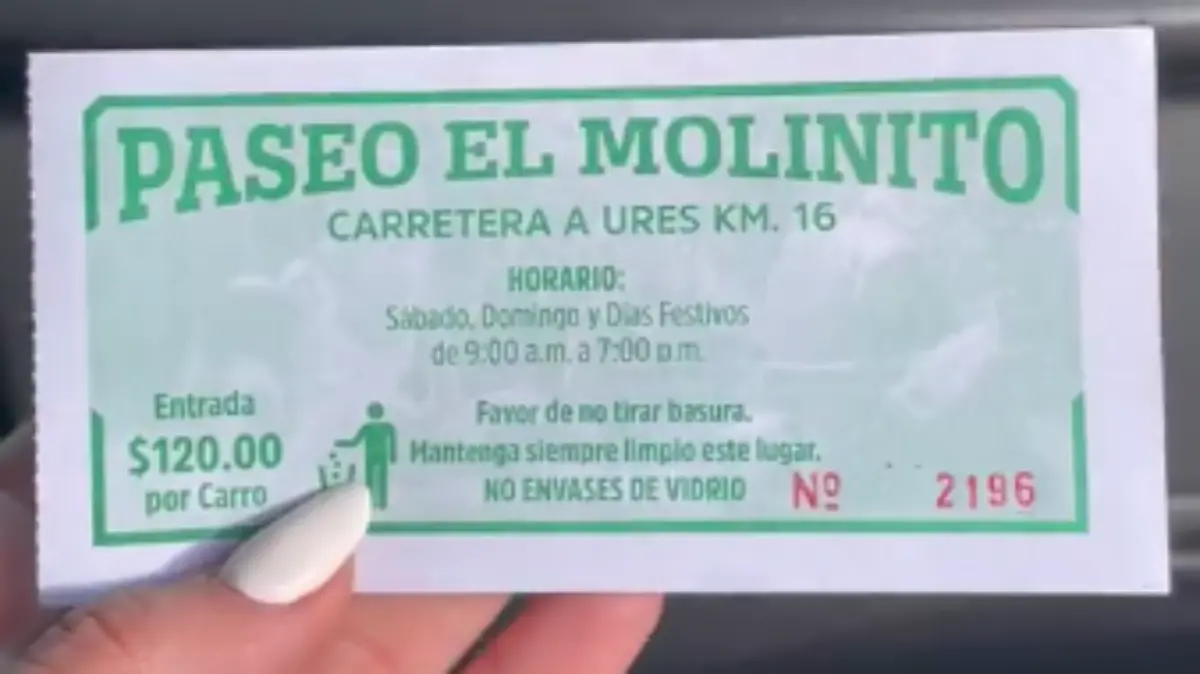 PASEO EL MOLINITO
CARRETERA A URES KM. 16
HORARIO:
Sábado, Domingo y Días Festivos
de 9:00 a.m. a 7:00 p.m.
Entrada
$120.00
por Carro
Favor de no tirar basura.
Mantenga siempre limpio este lugar.
NO ENVASES DE VIDRIO
Nº 2196